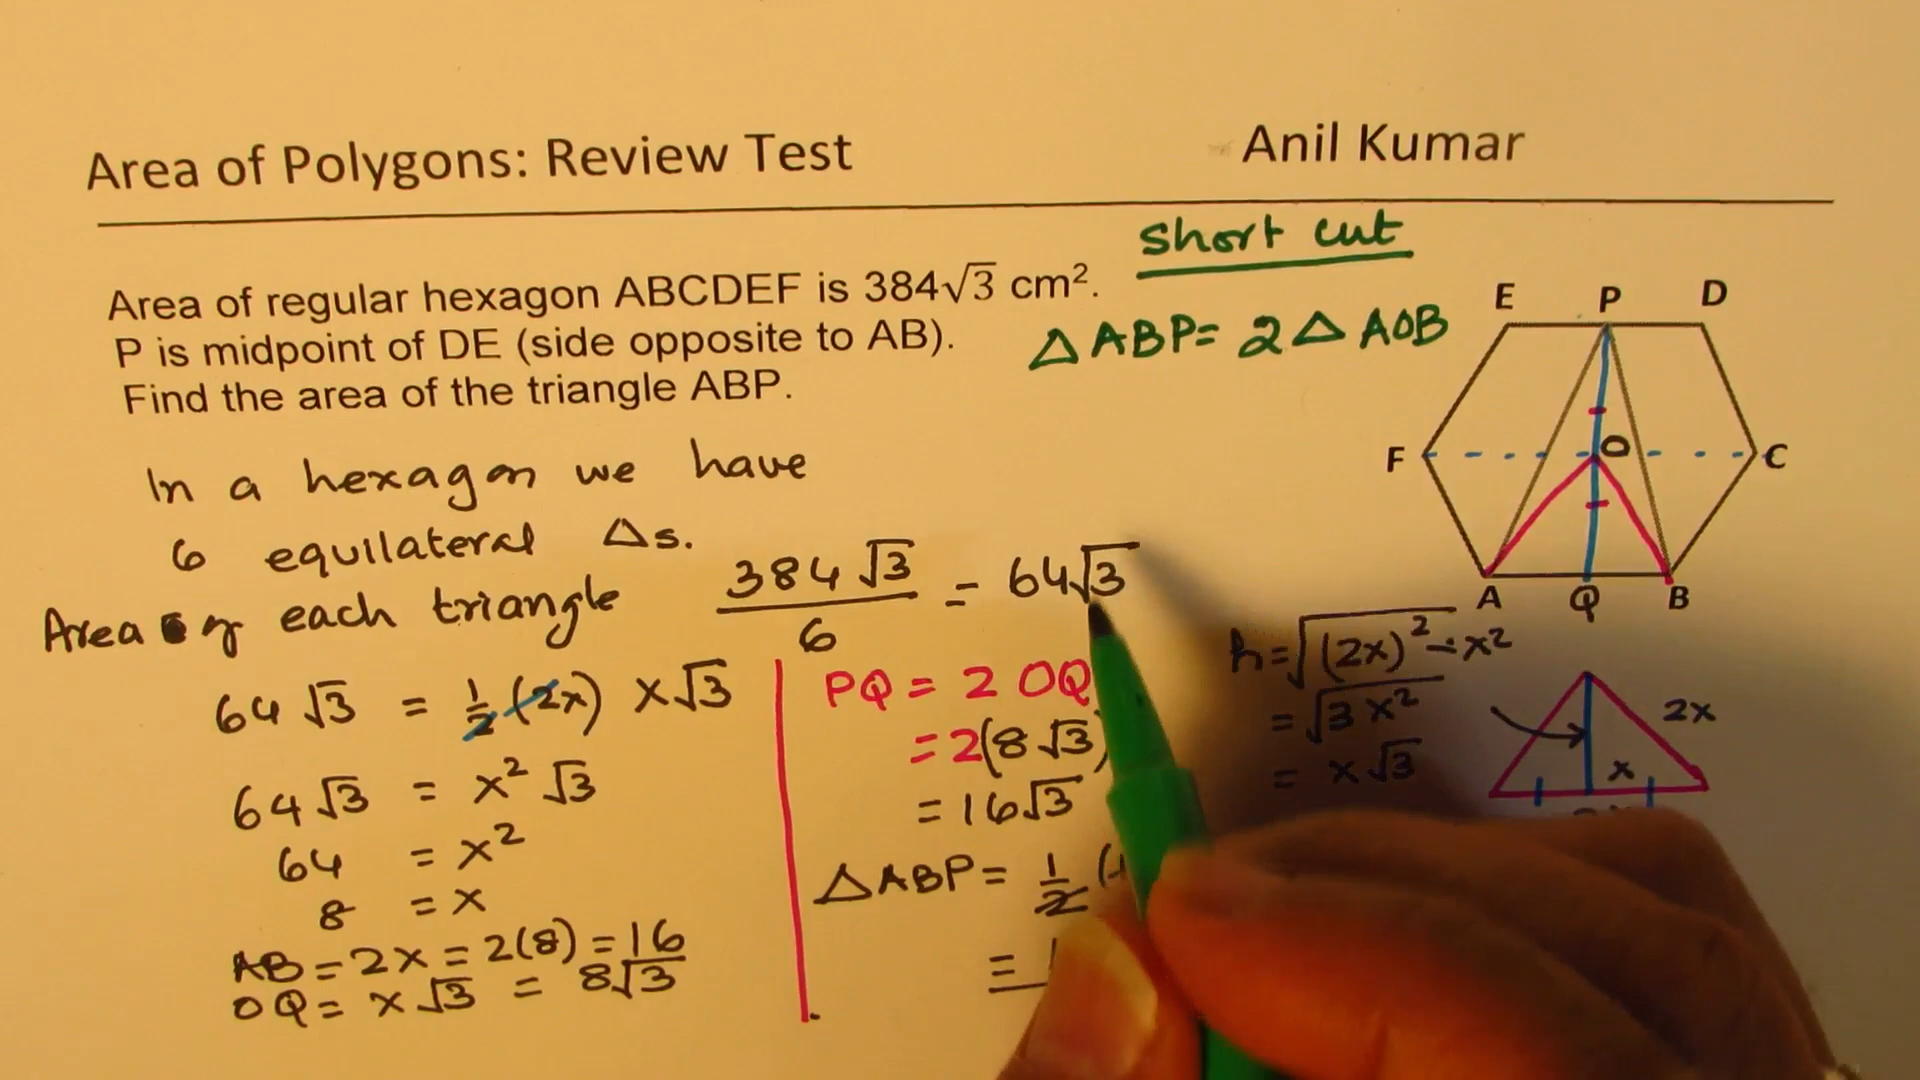 Area of Polygons: Review Test
Anil Kumar
Short cut
Area of regular hexagon ABCDEF is 384√3 cm².
P is midpoint of DE (side opposite to AB).
Find the area of the triangle ABP.
△ABP = 2△AOB
In a hexagon we have
6 equilateral △s.
Area of each triangle
384√3 / 6 = 64√3
64√3 = 1/2 (2x) x√3
64√3 = x² √3
64 = x²
8 = x
AB = 2x = 2(8) = 16
OQ = x√3 = 8√3
PQ = 2 OQ
= 2(8√3)
= 16√3
△ABP = 1/2 (
=
E P D
F O C
A Q B
h = √(2x)² - x²
= √3x²
= x√3
2x
x